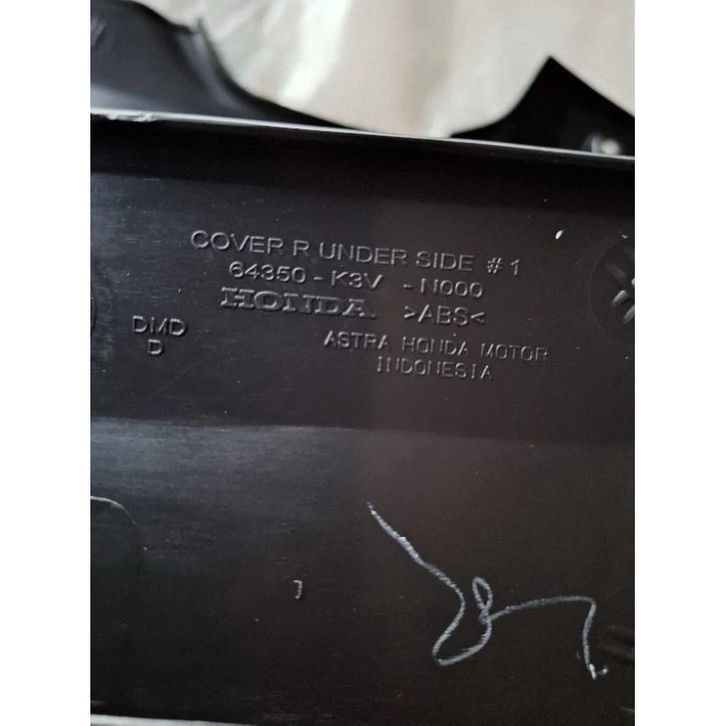 COVER R UNDER SIDE #1
64350-K3V -N000
HONDA >ABS<
DMD
D
ASTRA HONDA MOTOR
INDONESIA